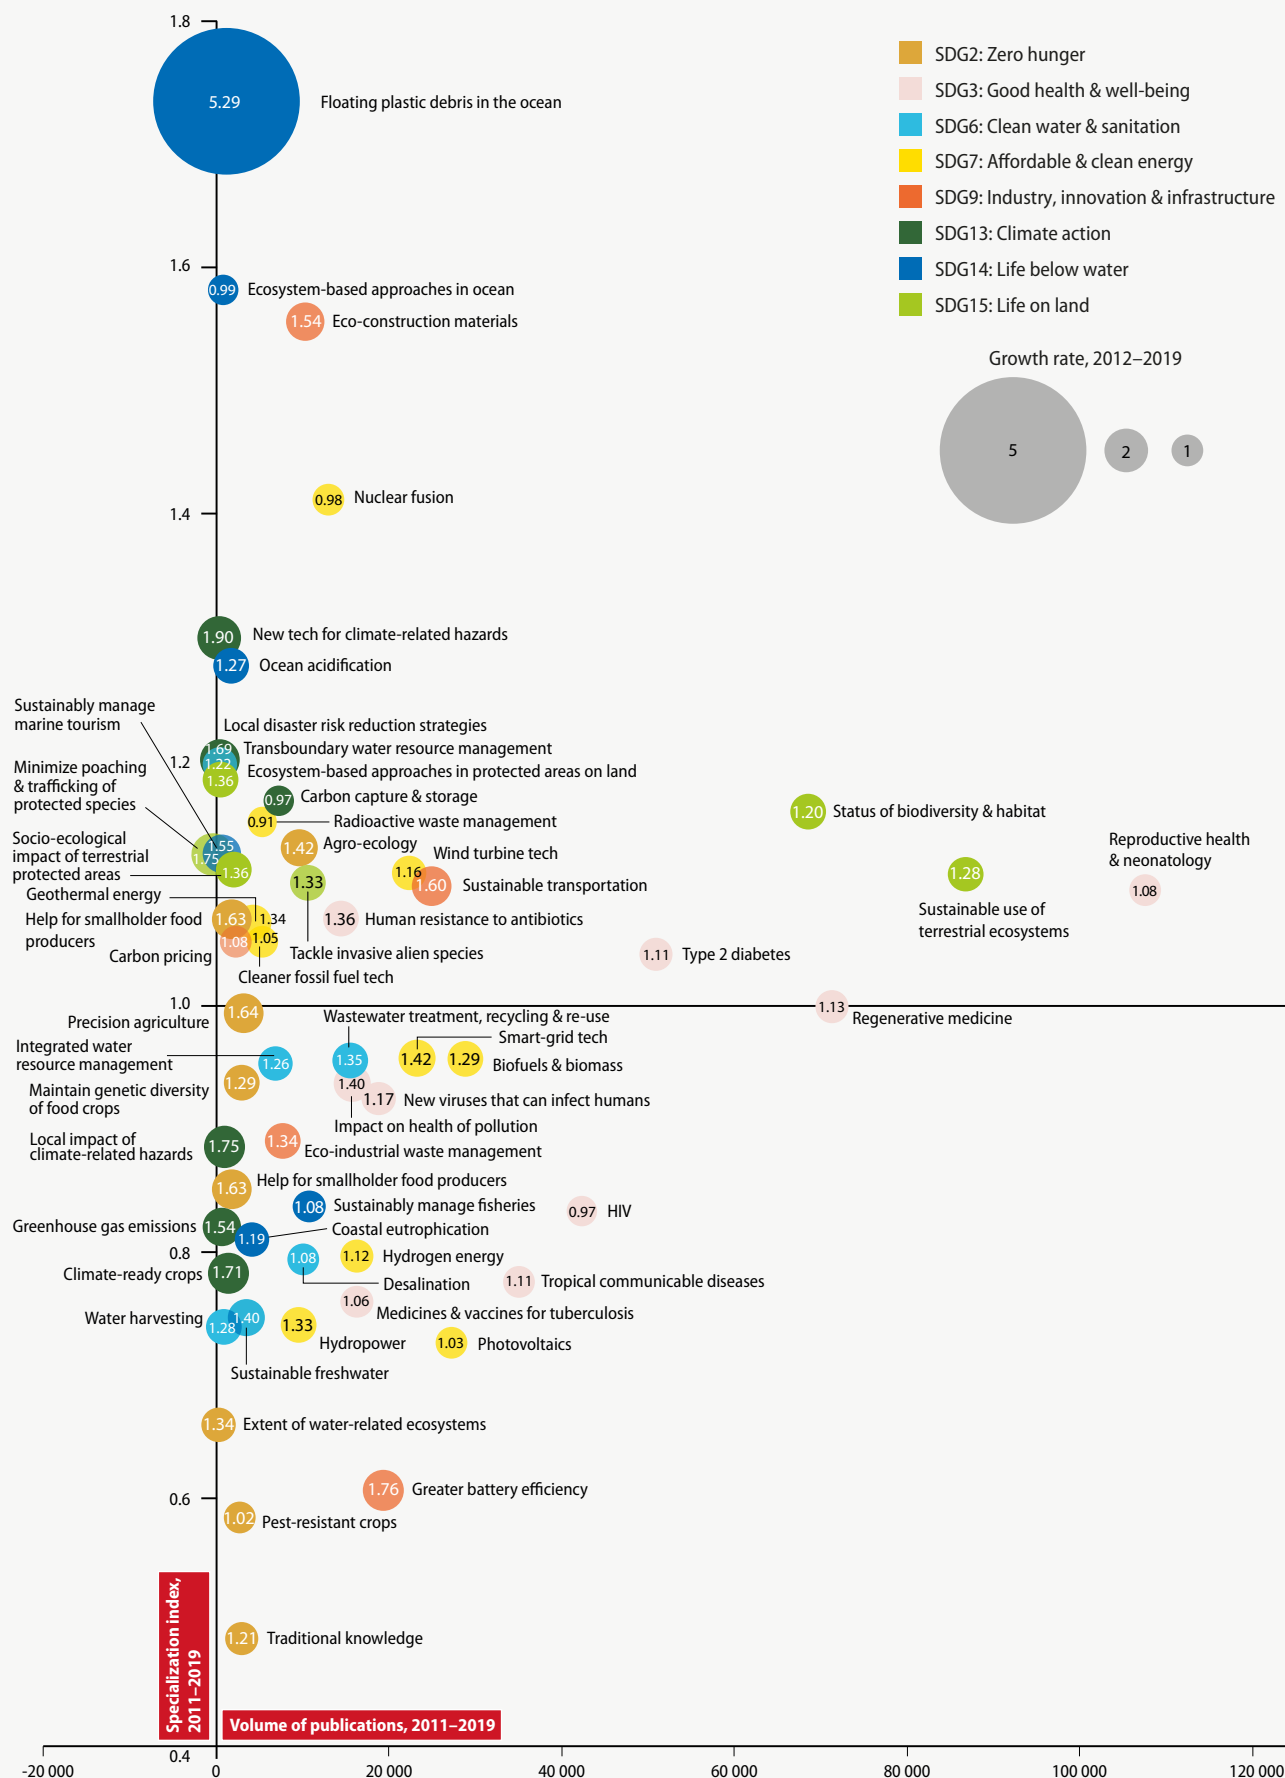 1.8
5.29
Floating plastic debris in the ocean
SDG2: Zero hunger
SDG3: Good health & well-being
SDG6: Clean water & sanitation
SDG7: Affordable & clean energy
SDG9: Industry, innovation & infrastructure
SDG13: Climate action
SDG14: Life below water
SDG15: Life on land
Growth rate, 2012–2019
5
2
1
1.6
0.99
Ecosystem-based approaches in ocean
1.54
Eco-construction materials
0.98
Nuclear fusion
1.4
1.90
New tech for climate-related hazards
1.27
Ocean acidification
Sustainably manage
marine tourism
Local disaster risk reduction strategies
1.69
Transboundary water resource management
1.2
1.22
Ecosystem-based approaches in protected areas on land
1.36
Minimize poaching
& trafficking of
protected species
0.97
Carbon capture & storage
0.91
Radioactive waste management
1.20
Status of biodiversity & habitat
Socio-ecological
impact of terrestrial
protected areas
1.55
1.75
1.36
1.42
Agro-ecology
Wind turbine tech
1.16
1.60
Sustainable transportation
1.33
Reproductive health
& neonatology
1.08
1.28
Sustainable use of
terrestrial ecosystems
Geothermal energy
Help for smallholder food
producers
1.63
1.34
1.36
Human resistance to antibiotics
1.08
1.05
Carbon pricing
Tackle invasive alien species
Cleaner fossil fuel tech
1.11
Type 2 diabetes
1.0
1.13
Regenerative medicine
1.64
Precision agriculture
Wastewater treatment, recycling & re-use
Smart-grid tech
Integrated water
resource management
1.26
1.35
1.42
1.29
Biofuels & biomass
Maintain genetic diversity
of food crops
1.29
1.40
1.17
New viruses that can infect humans
Impact on health of pollution
Local impact of
climate-related hazards
1.75
1.34
Eco-industrial waste management
1.63
Help for smallholder food producers
1.08
Sustainably manage fisheries
0.97
HIV
Greenhouse gas emissions
1.54
1.19
Coastal eutrophication
0.8
1.08
1.12
Hydrogen energy
Climate-ready crops
1.71
Desalination
1.11
Tropical communicable diseases
1.06
Medicines & vaccines for tuberculosis
Water harvesting
1.28
1.40
1.33
Hydropower
1.03
Photovoltaics
Sustainable freshwater
1.34
Extent of water-related ecosystems
0.6
1.76
Greater battery efficiency
1.02
Pest-resistant crops
1.21
Traditional knowledge
Specialization index,
2011–2019
Volume of publications, 2011–2019
0.4
-20 000
0
20 000
40 000
60 000
80 000
100 000
120 000